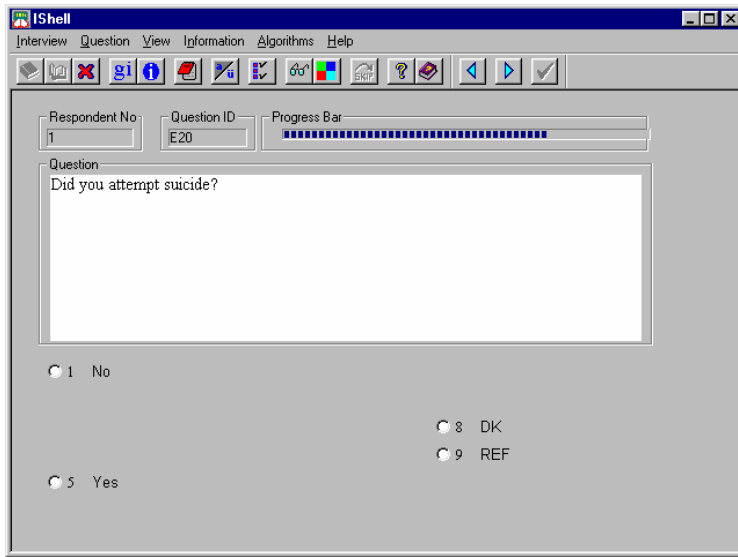 IShell
Interview Question View Information Algorithms Help
gi i a/ü SKIP ?
Respondent No Question ID Progress Bar
1 E20
Question
Did you attempt suicide?
1 No
8 DK
9 REF
5 Yes